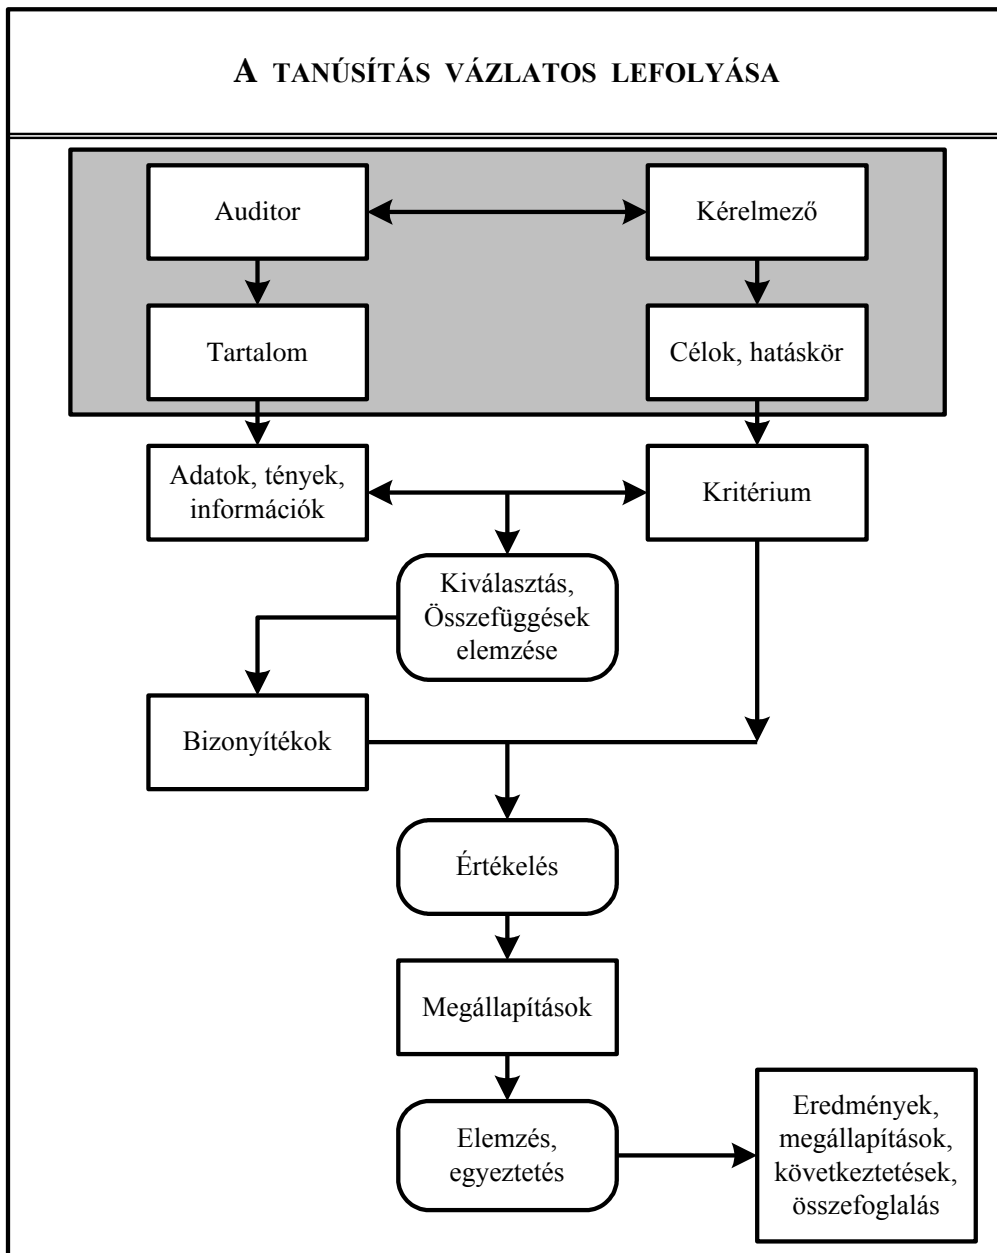 A TANÚSÍTÁS VÁZLATOS LEFOLYÁSA
Auditor
Kérelmező
Tartalom
Célok, hatáskör
Adatok, tények,
információk
Kritérium
Kiválasztás,
Összefüggések
elemzése
Bizonyítékok
Értékelés
Megállapítások
Elemzés,
egyeztetés
Eredmények,
megállapítások,
következtetések,
összefoglalás